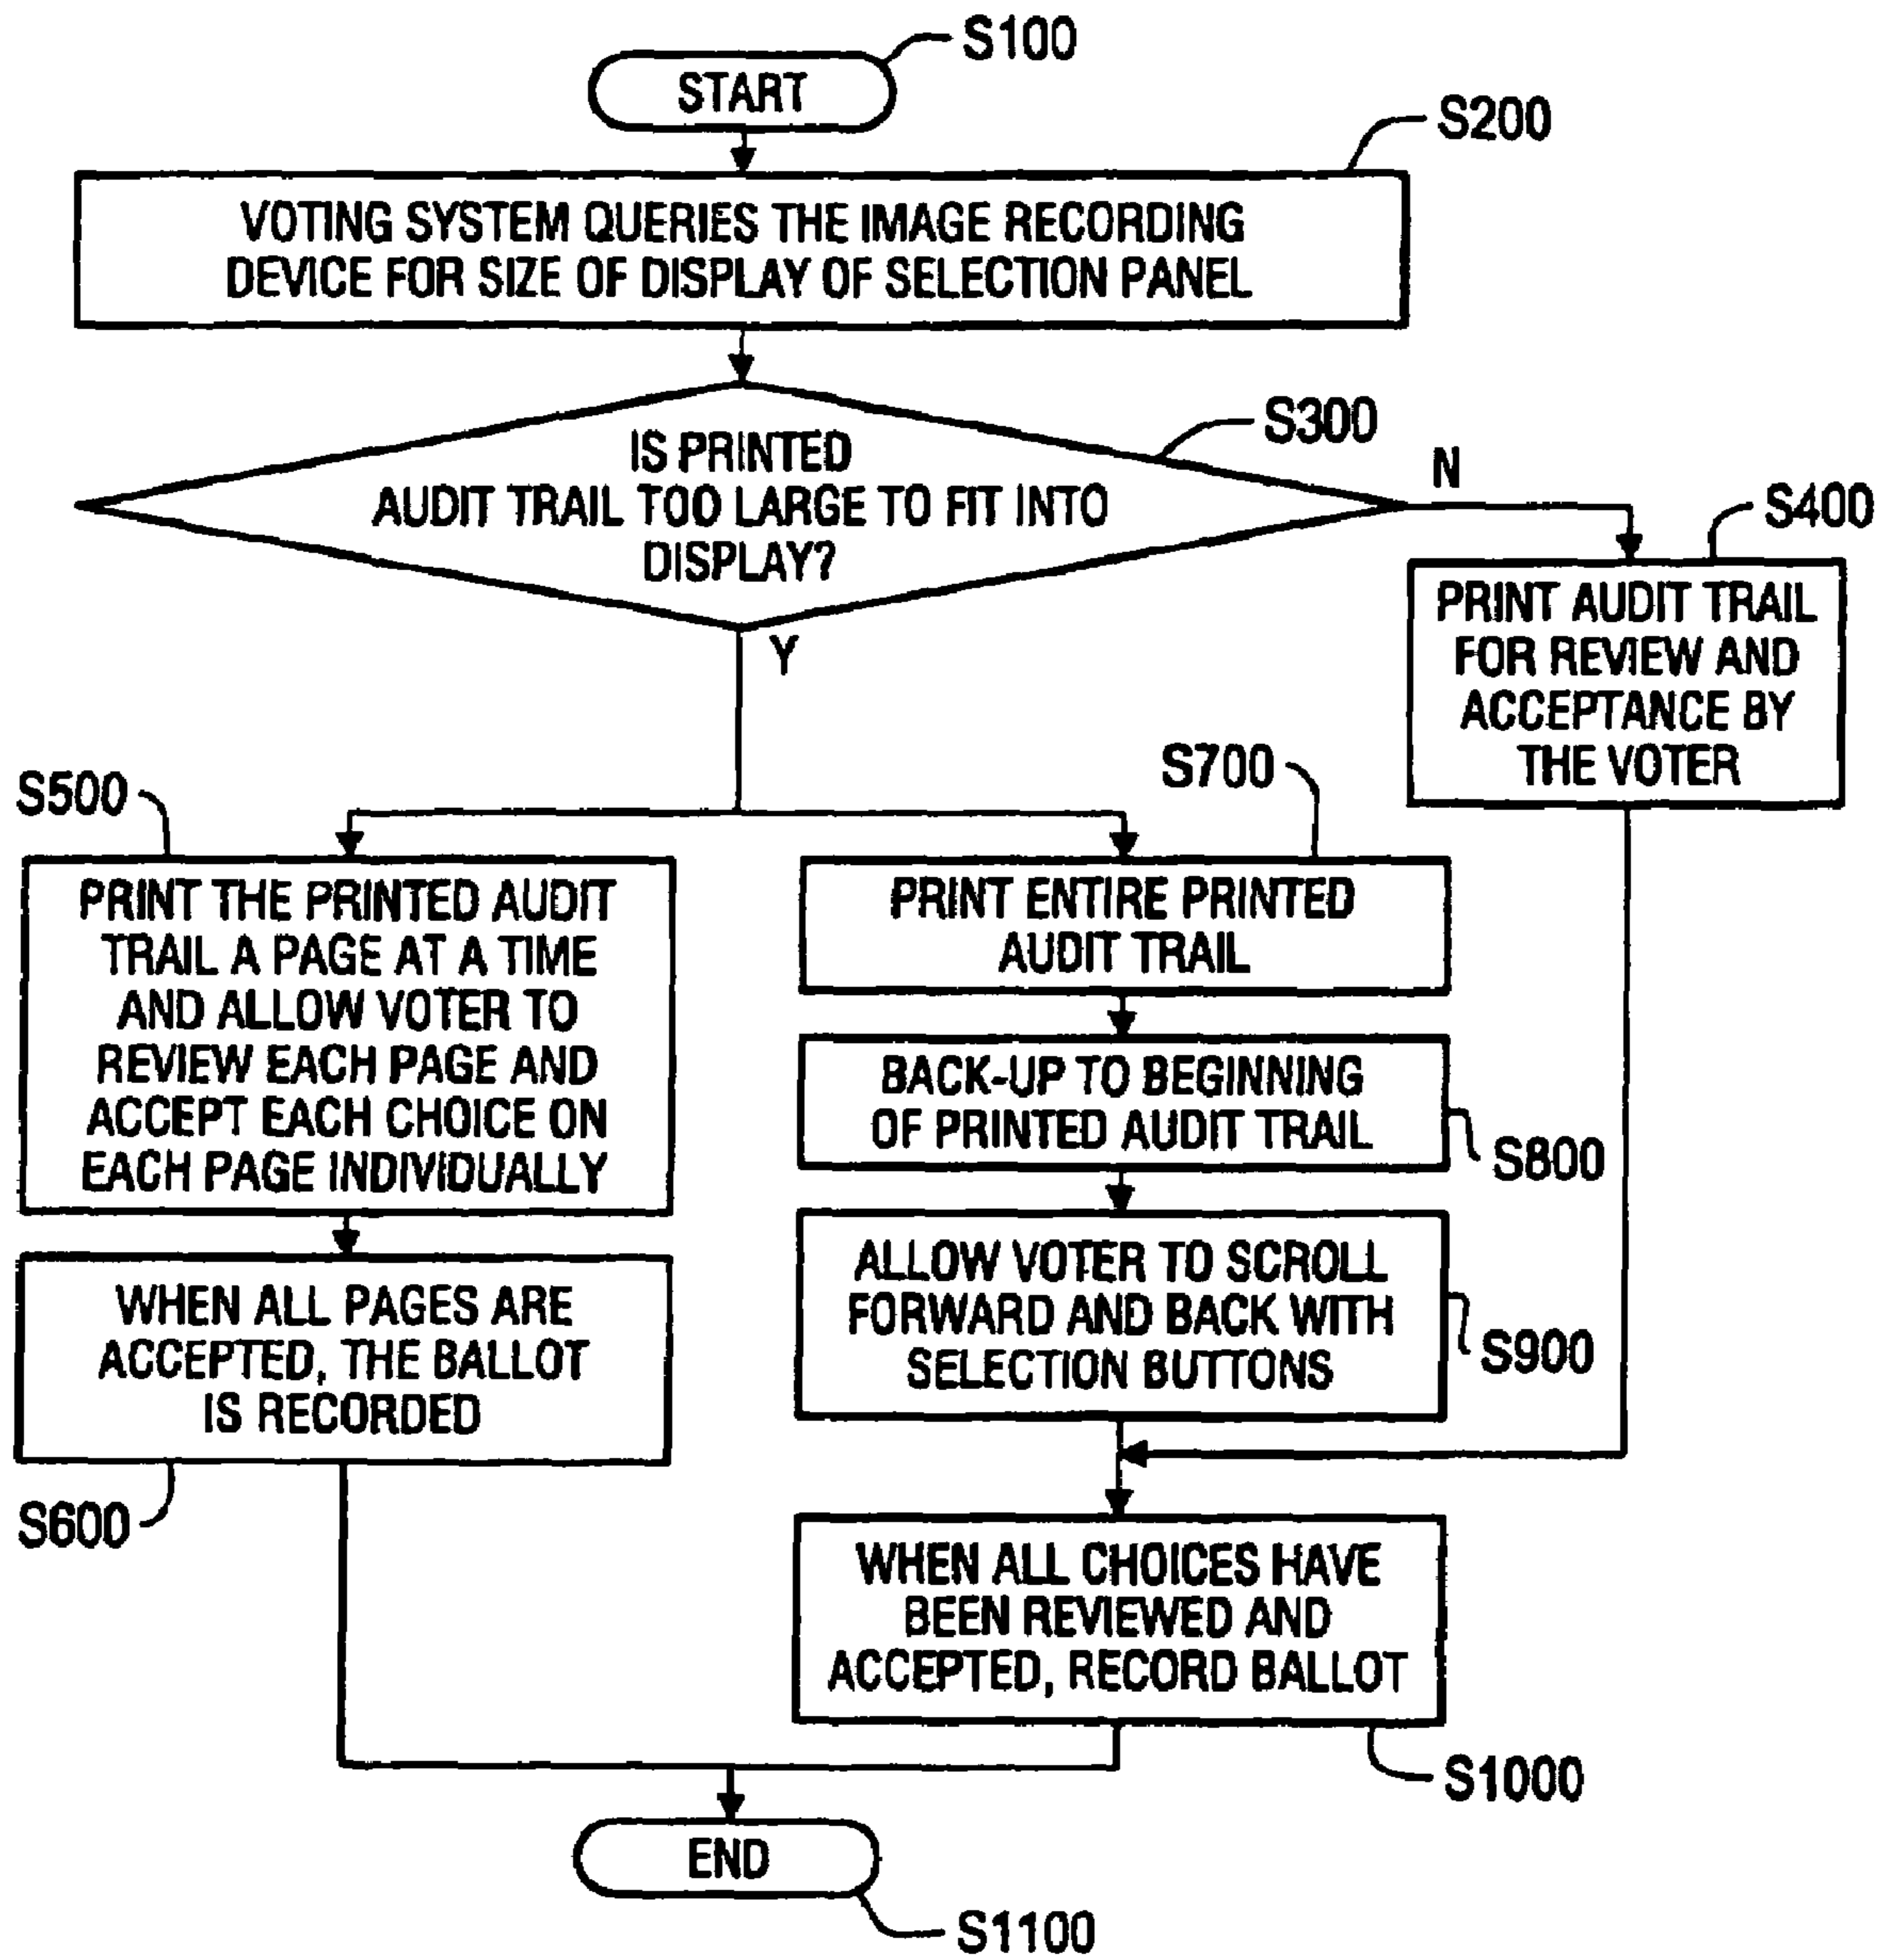 START
S100
S200
VOTING SYSTEM QUERIES THE IMAGE RECORDING
DEVICE FOR SIZE OF DISPLAY OF SELECTION PANEL
S300
IS PRINTED
AUDIT TRAIL TOO LARGE TO FIT INTO
DISPLAY?
N
Y
S400
PRINT AUDIT TRAIL
FOR REVIEW AND
ACCEPTANCE BY
THE VOTER
S500
PRINT THE PRINTED AUDIT
TRAIL A PAGE AT A TIME
AND ALLOW VOTER TO
REVIEW EACH PAGE AND
ACCEPT EACH CHOICE ON
EACH PAGE INDIVIDUALLY
WHEN ALL PAGES ARE
ACCEPTED, THE BALLOT
IS RECORDED
S600
S700
PRINT ENTIRE PRINTED
AUDIT TRAIL
BACK-UP TO BEGINNING
OF PRINTED AUDIT TRAIL
S800
ALLOW VOTER TO SCROLL
FORWARD AND BACK WITH
SELECTION BUTTONS
S900
WHEN ALL CHOICES HAVE
BEEN REVIEWED AND
ACCEPTED, RECORD BALLOT
S1000
END
S1100